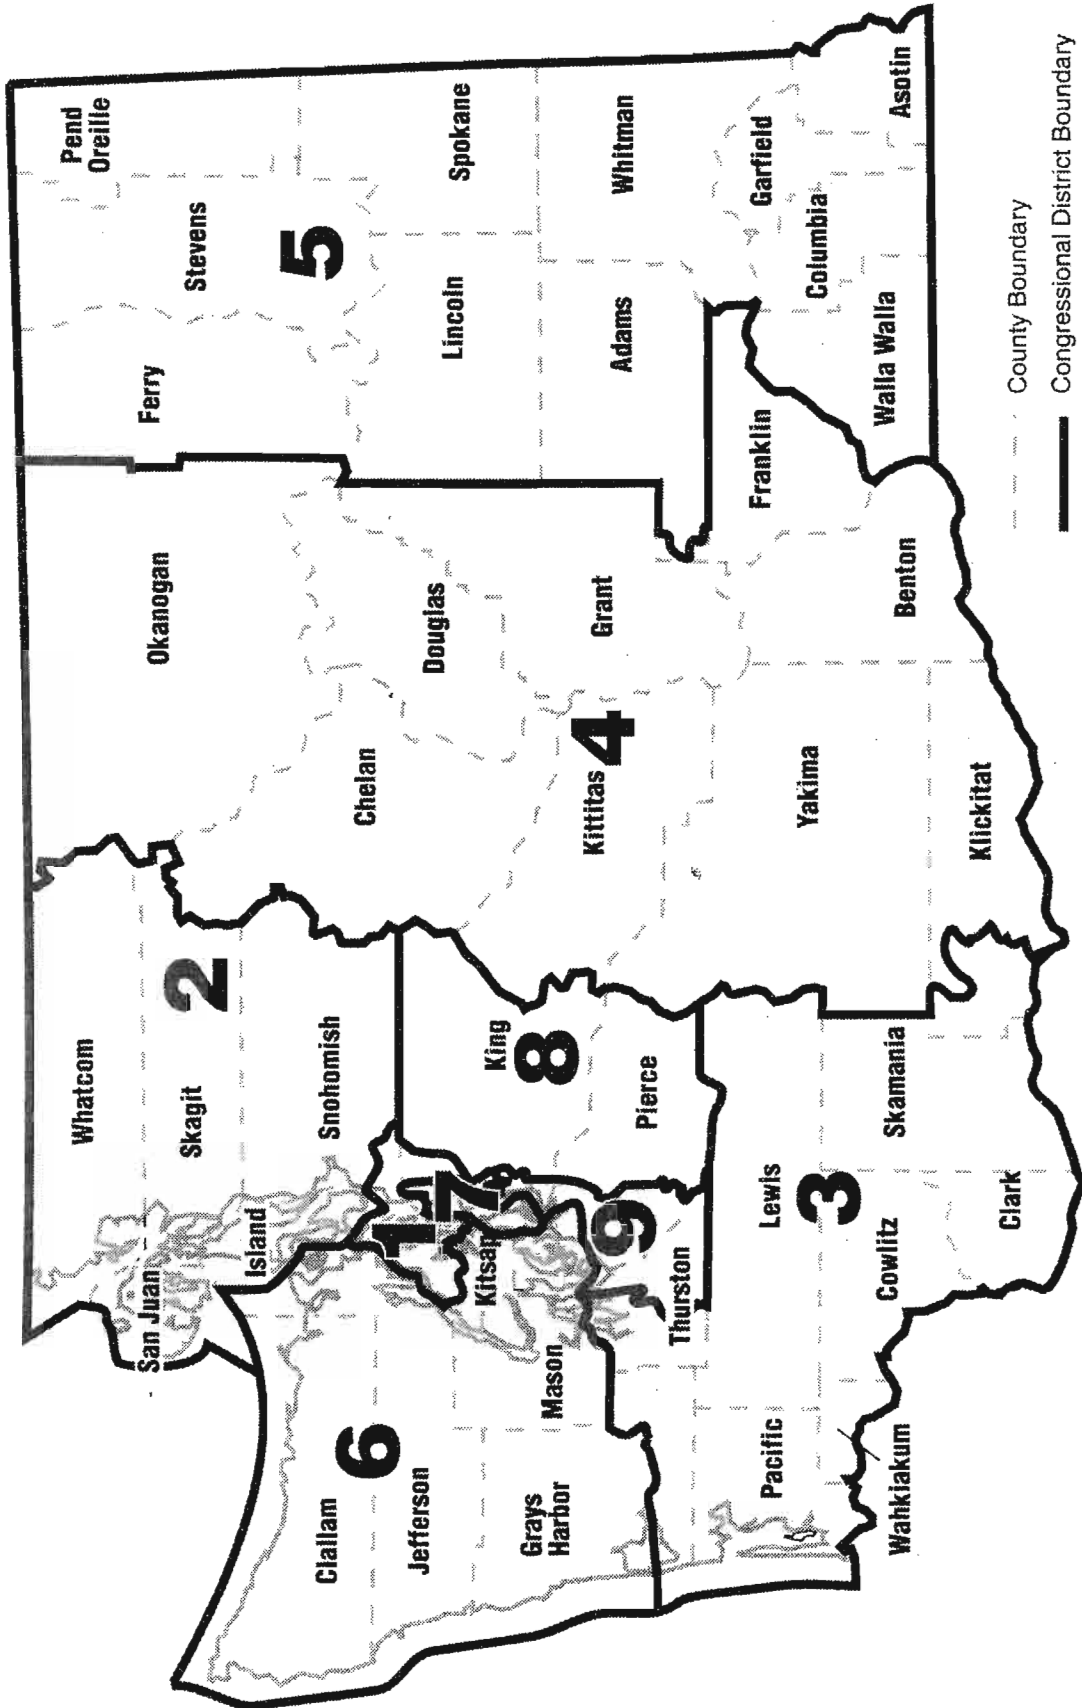 Whatcom
San Juan
Skagit
2
Island
Snohomish
Okanogan
Ferry
Stevens
Pend
Oreille
5
Clallam
6
Jefferson
Grays
Harbor
Mason
1
7
King
8
Chelan
Douglas
Lincoln
Spokane
Kittitas
4
Grant
Adams
Whitman
Pierce
9
Thurston
Lewis
3
Pacific
Wahkiakum
Cowlitz
Skamania
Clark
Yakima
Klickitat
Benton
Franklin
Walla Walla
Columbia
Garfield
Asotin
County Boundary
Congressional District Boundary